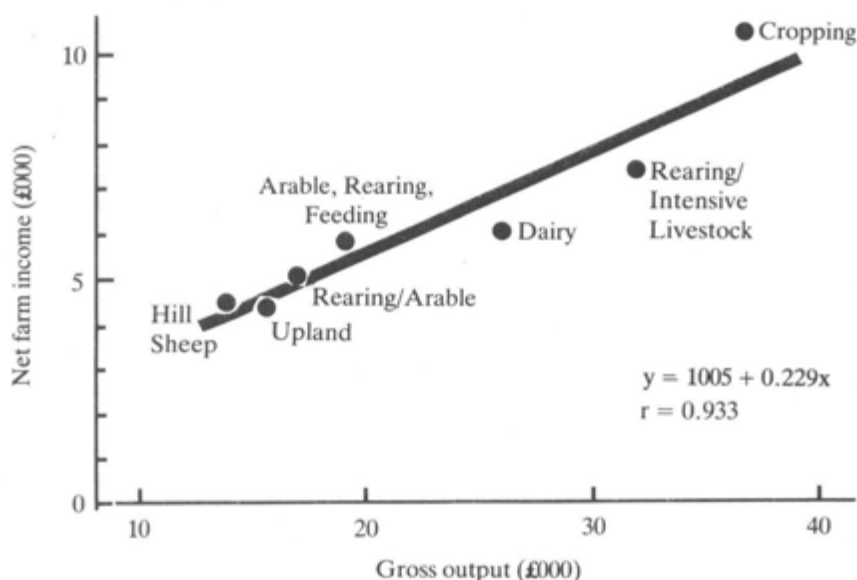 Net farm income (£000)
10
5
0
Cropping
Arable, Rearing,
Feeding
Rearing/
Intensive
Livestock
Dairy
Rearing/Arable
Hill
Sheep
Upland
y = 1005 + 0.229x
r = 0.933
10 20 30 40
Gross output (£000)